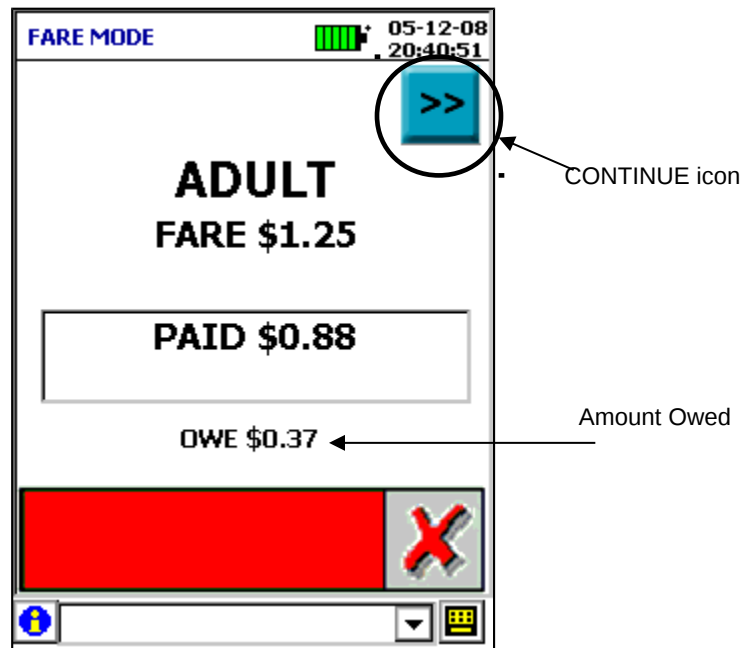 FARE MODE
05-12-08
20:40:51
>>
CONTINUE icon
ADULT
FARE $1.25
PAID $0.88
Amount Owed
OWE $0.37